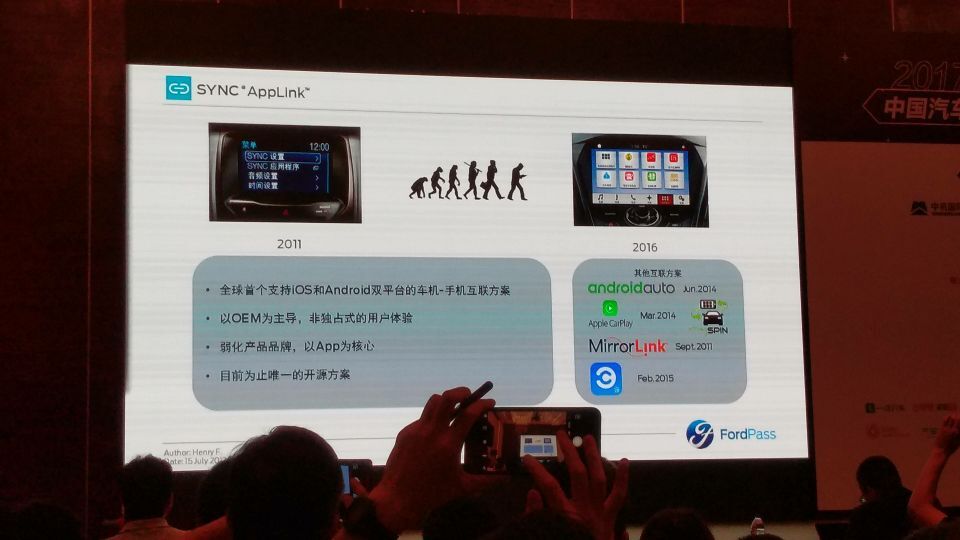 SYNC® AppLink™
2017
中国汽车
菜单 12:00
SYNC 设置
SYNC 应用程序
音频设置
时间设置
2011
2016
• 全球首个支持iOS和Android双平台的车机-手机互联方案
• 以OEM为主导，非独占式的用户体验
• 弱化产品品牌，以App为核心
• 目前为止唯一的开源方案
其他互联方案
androidauto Jun.2014
Apple CarPlay Mar.2014
SPIN
MirrorLink Sept.2011
Feb.2015
FordPass
Author: Henry F.
Date: 15 July 201